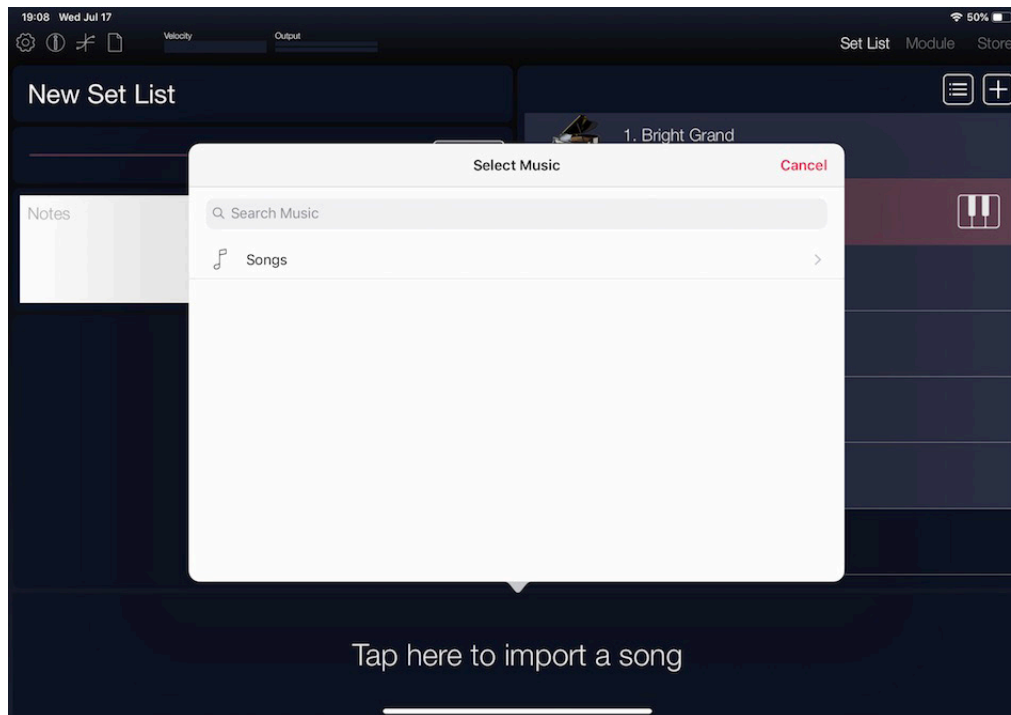 19:08 Wed Jul 17
50%
Velocity
Output
Set List Module Store
New Set List
1. Bright Grand
Select Music
Cancel
Notes
Search Music
Songs
Tap here to import a song